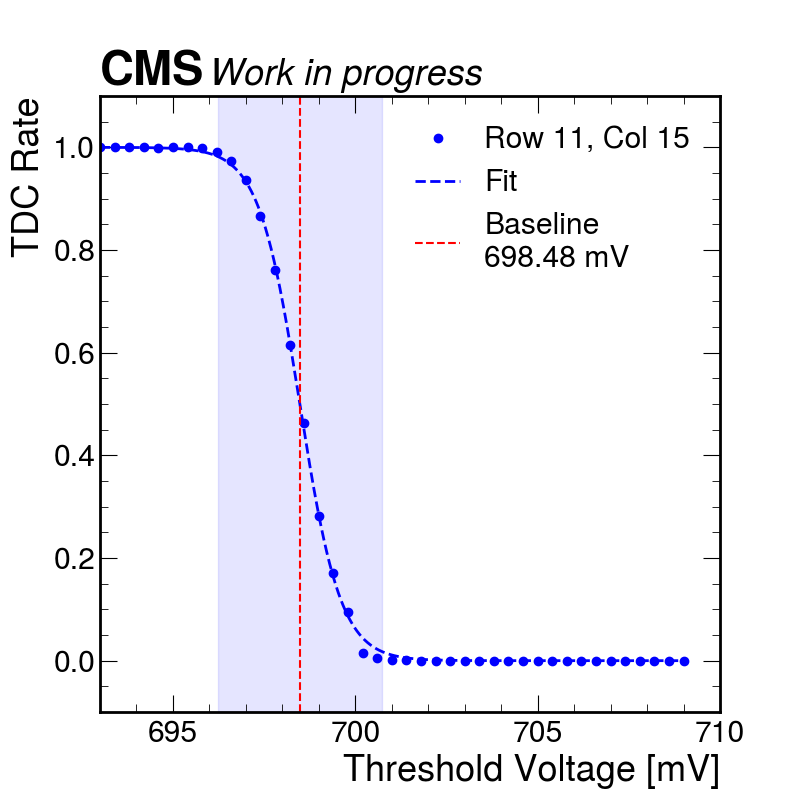 CMS Work in progress
TDC Rate
1.0
0.8
0.6
0.4
0.2
0.0
Row 11, Col 15
Fit
Baseline
698.48 mV
695
700
705
710
Threshold Voltage [mV]